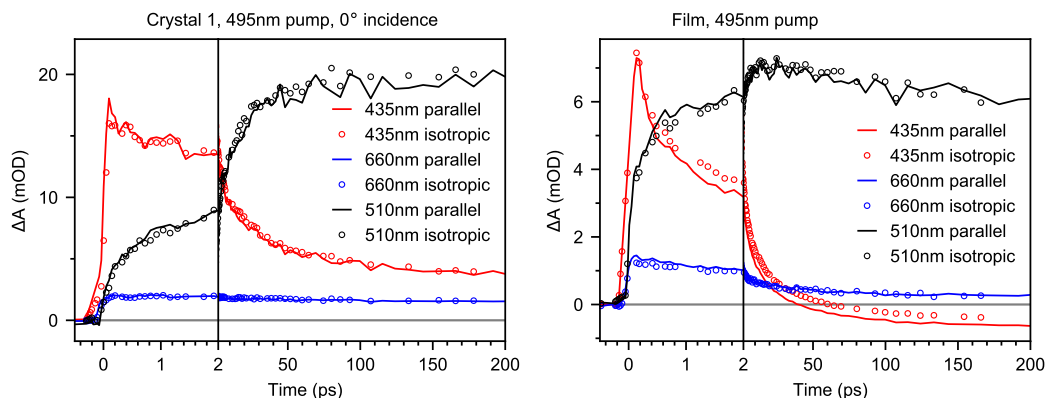 Crystal 1, 495nm pump, 0° incidence
ΔA (mOD)
20
10
0
435nm parallel
435nm isotropic
660nm parallel
660nm isotropic
510nm parallel
510nm isotropic
0 1 2 50 100 150 200
Time (ps)
Film, 495nm pump
ΔA (mOD)
6
4
2
0
435nm parallel
435nm isotropic
660nm parallel
660nm isotropic
510nm parallel
510nm isotropic
0 1 2 50 100 150 200
Time (ps)